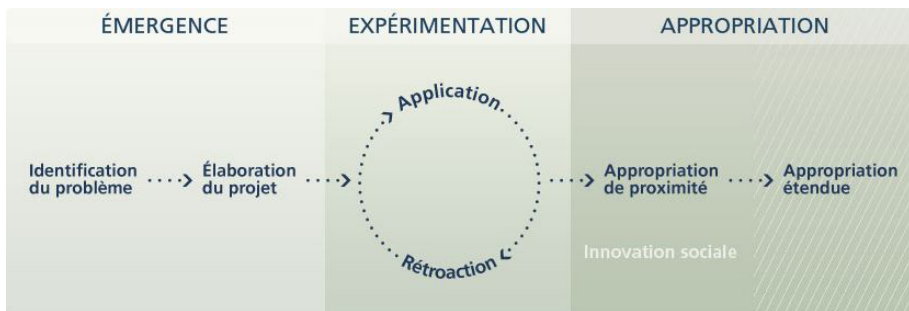 ÉMERGENCE
EXPÉRIMENTATION
APPROPRIATION
Identification
du problème
Élaboration
du projet
Application
Rétroaction
Appropriation
de proximité
Appropriation
étendue
Innovation sociale